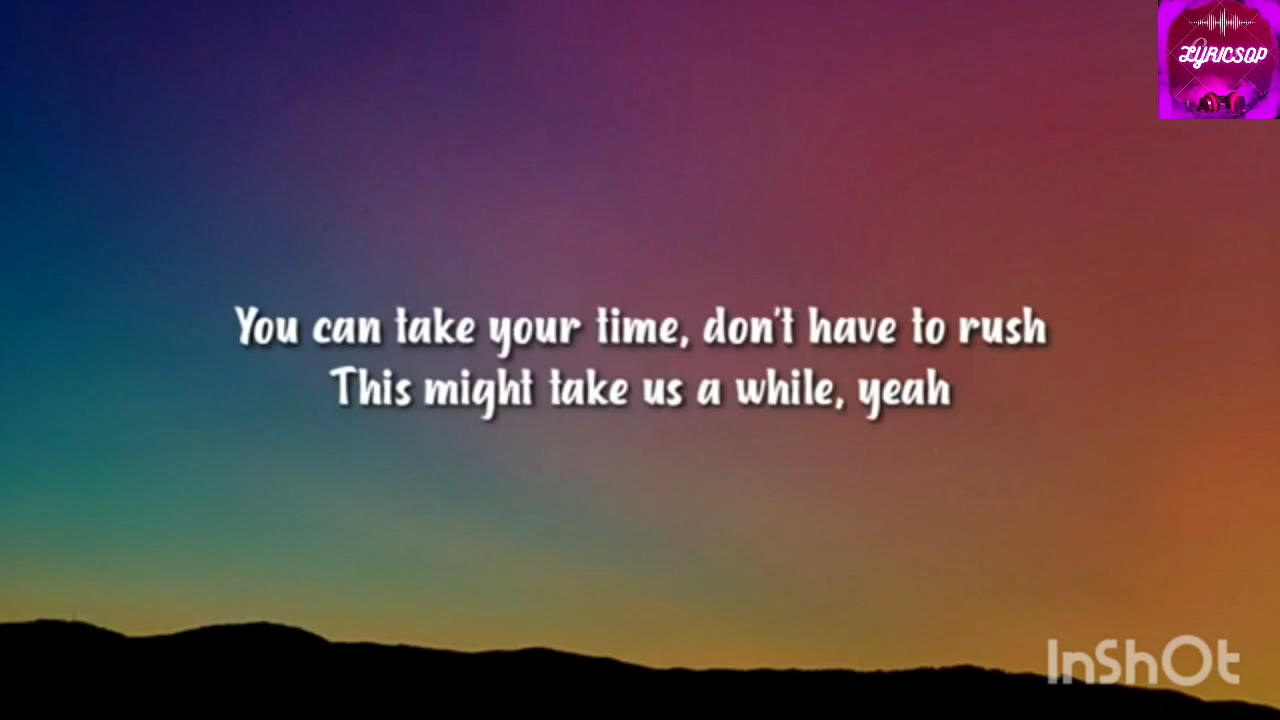 LYRICSOP
You can take your time, don't have to rush
This might take us a while, yeah
InShOt